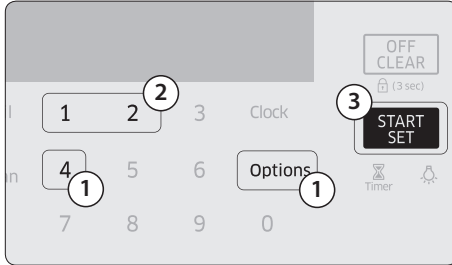 OFF
CLEAR
(3 sec)
l 1 2 2 3 Clock 3 START
SET
an 4 1 5 6 Options 1 Timer
7 8 9 0